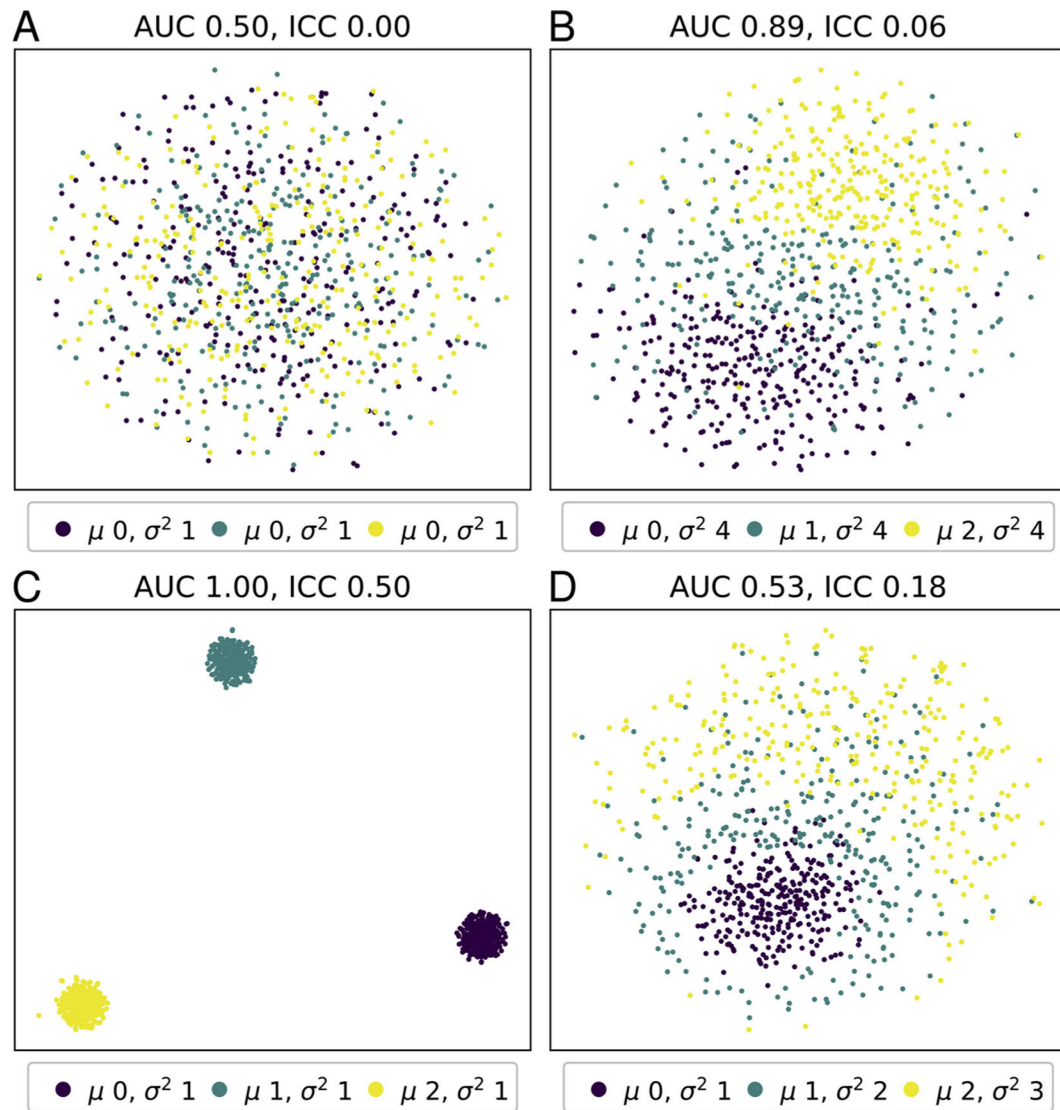 A AUC 0.50, ICC 0.00
B AUC 0.89, ICC 0.06
μ 0, σ² 1 μ 0, σ² 1 μ 0, σ² 1
μ 0, σ² 4 μ 1, σ² 4 μ 2, σ² 4
C AUC 1.00, ICC 0.50
D AUC 0.53, ICC 0.18
μ 0, σ² 1 μ 1, σ² 1 μ 2, σ² 1
μ 0, σ² 1 μ 1, σ² 2 μ 2, σ² 3